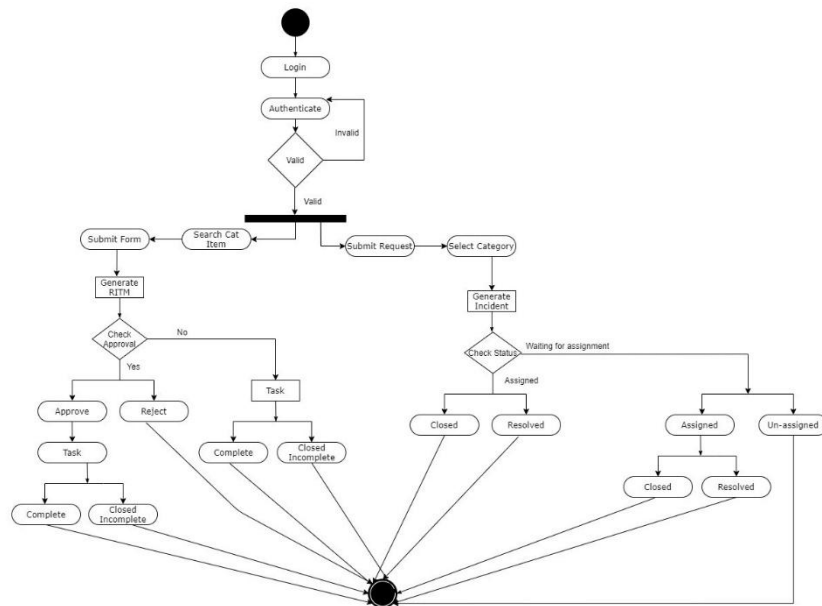 Login
Authenticate
Invalid
Valid
Valid
Submit Form
Search Cat
Item
Submit Request
Select Category
Generate
RITM
Generate
Incident
Check
Approval
No
Yes
Check Status
Waiting for assignment
Assigned
Approve
Reject
Task
Closed
Resolved
Assigned
Un-assigned
Task
Complete
Closed
Incomplete
Closed
Resolved
Complete
Closed
Incomplete